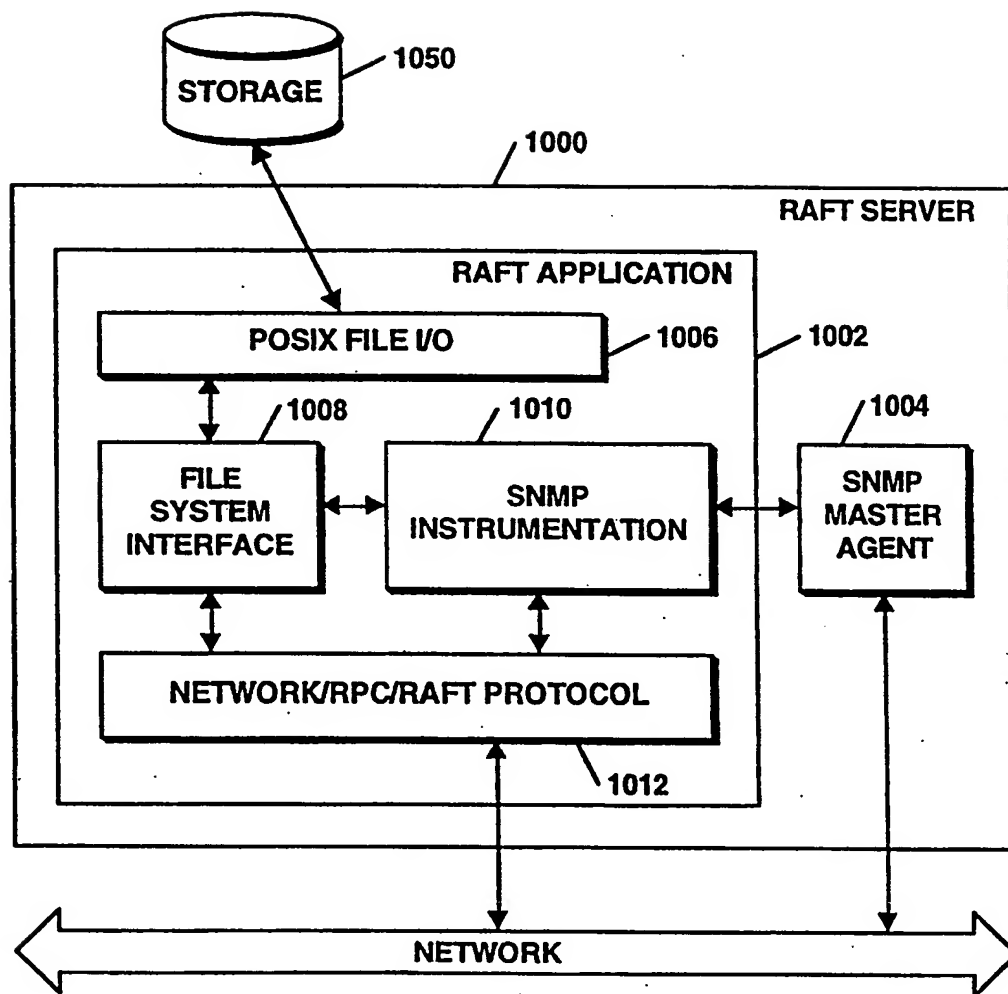 STORAGE
1050
1000
RAFT SERVER
RAFT APPLICATION
POSIX FILE I/O
1006
1002
1008
1010
1004
FILE
SYSTEM
INTERFACE
SNMP
INSTRUMENTATION
SNMP
MASTER
AGENT
NETWORK/RPC/RAFT PROTOCOL
1012
NETWORK